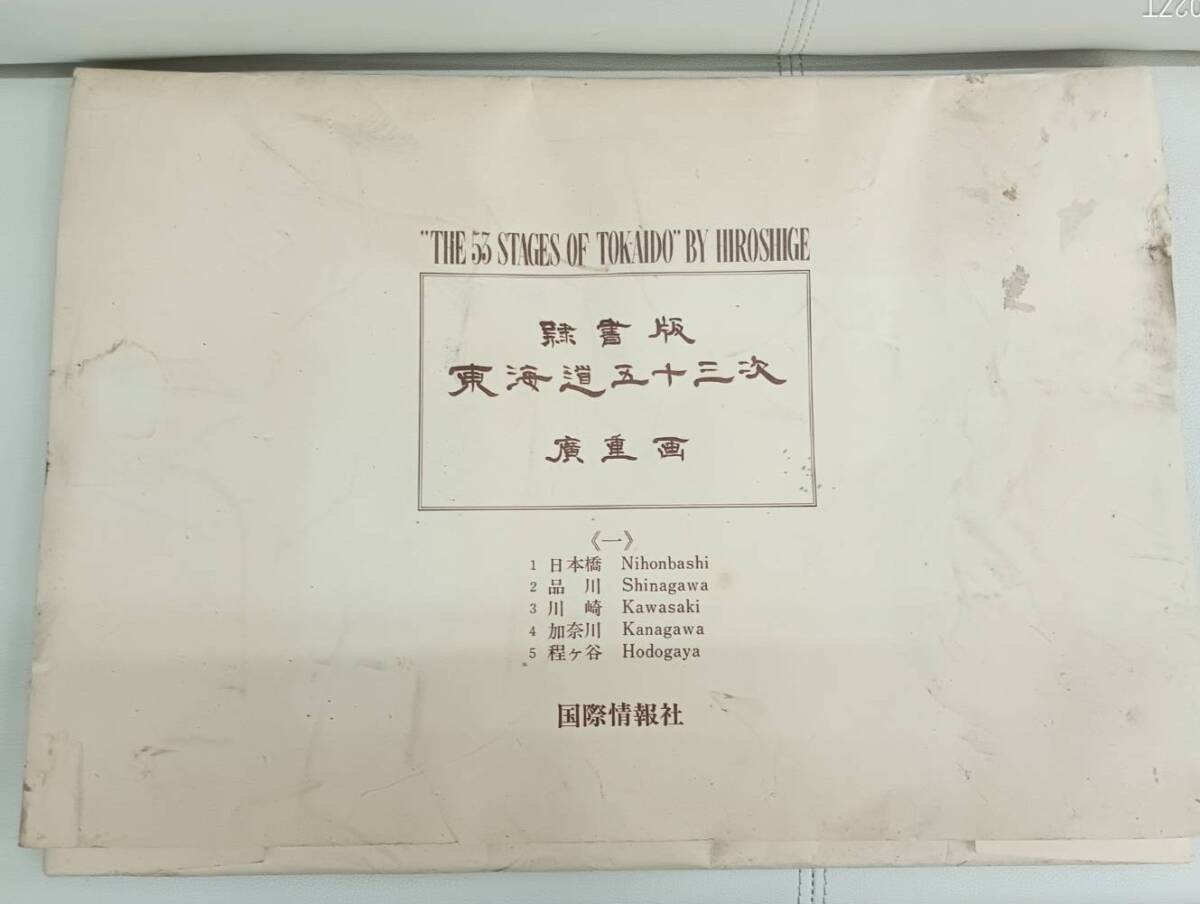 "THE 53 STAGES OF TOKAIDO" BY HIROSHIGE
隷書版
東海道五十三次
廣重画
《一》
1 日本橋 Nihonbashi
2 品川 Shinagawa
3 川崎 Kawasaki
4 加奈川 Kanagawa
5 程ヶ谷 Hodogaya
国際情報社